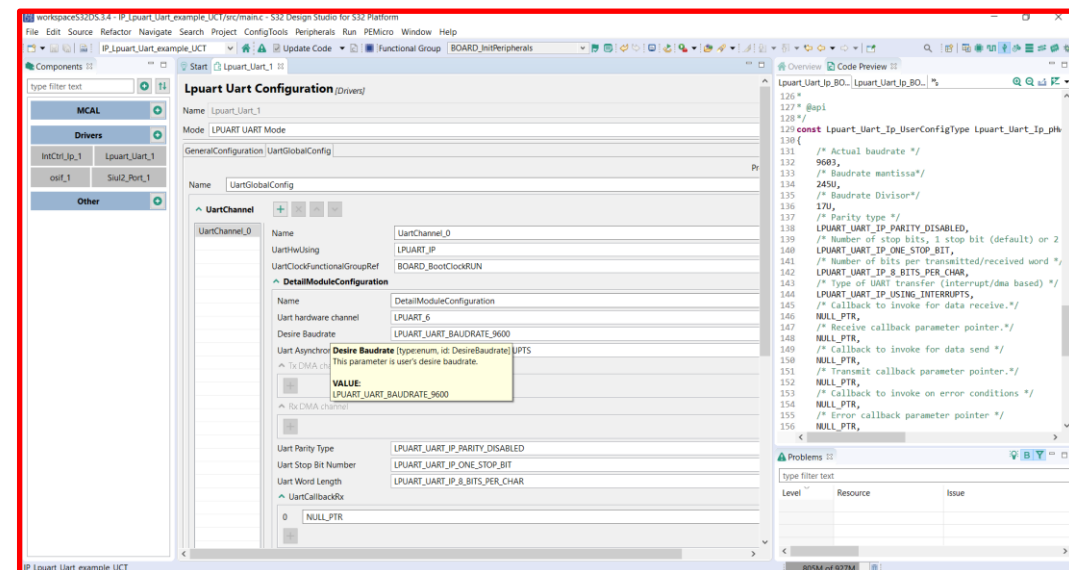 workspaceS32DS.3.4 - IP_Lpuart_Uart_example_UCT/src/main.c - S32 Design Studio for S32 Platform
File Edit Source Refactor Navigate Search Project ConfigTools Peripherals Run PEMicro Window Help
IP_Lpuart_Uart_example_UCT Update Code Functional Group BOARD_InitPeripherals
Components
type filter text
MCAL
Drivers
IntCtrl_Ip_1 Lpuart_Uart_1
osif_1 Siul2_Port_1
Other
Start Lpuart_Uart_1
Lpuart Uart Configuration [Drivers]
Name Lpuart_Uart_1
Mode LPUART UART Mode
GeneralConfiguration UartGlobalConfig
Pr
Name UartGlobalConfig
UartChannel
UartChannel_0
Name UartChannel_0
UartHwUsing LPUART_IP
UartClockFunctionalGroupRef BOARD_BootClockRUN
DetailModuleConfiguration
Name DetailModuleConfiguration
Uart hardware channel LPUART_6
Desire Baudrate LPUART_UART_BAUDRATE_9600
Uart Asynchron UPTS
Desire Baudrate [type:enum, id: DesireBaudrate]
This parameter is user's desire baudrate.
VALUE:
LPUART_UART_BAUDRATE_9600
Tx DMA ch
Rx DMA channel
Uart Parity Type LPUART_UART_IP_PARITY_DISABLED
Uart Stop Bit Number LPUART_UART_IP_ONE_STOP_BIT
Uart Word Length LPUART_UART_IP_8_BITS_PER_CHAR
UartCallbackRx
0 NULL_PTR
Overview Code Preview
Lpuart_Uart_Ip_BO... Lpuart_Uart_Ip_BO...
126 *
127 * @api
128 */
129 const Lpuart_Uart_Ip_UserConfigType Lpuart_Uart_Ip_pHw
130 {
131 /* Actual baudrate */
132 9603,
133 /* Baudrate mantissa*/
134 245U,
135 /* Baudrate Divisor*/
136 17U,
137 /* Parity type */
138 LPUART_UART_IP_PARITY_DISABLED,
139 /* Number of stop bits, 1 stop bit (default) or 2
140 LPUART_UART_IP_ONE_STOP_BIT,
141 /* Number of bits per transmitted/received word */
142 LPUART_UART_IP_8_BITS_PER_CHAR,
143 /* Type of UART transfer (interrupt/dma based) */
144 LPUART_UART_IP_USING_INTERRUPTS,
145 /* Callback to invoke for data receive.*/
146 NULL_PTR,
147 /* Receive callback parameter pointer.*/
148 NULL_PTR,
149 /* Callback to invoke for data send */
150 NULL_PTR,
151 /* Transmit callback parameter pointer.*/
152 NULL_PTR,
153 /* Callback to invoke on error conditions */
154 NULL_PTR,
155 /* Error callback parameter pointer */
156 NULL_PTR,
Problems
type filter text
Level Resource Issue
IP_Lpuart_Uart_example_UCT
805M of 927M